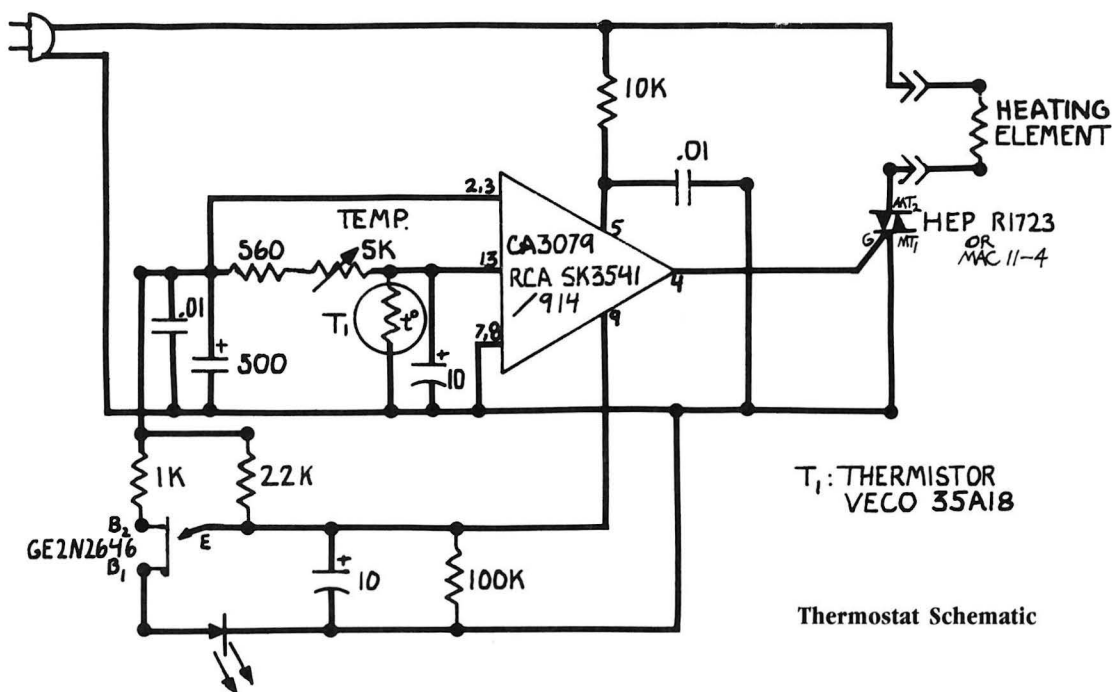 10K
.01
HEATING
ELEMENT
2,3
TEMP.
5
MT2
HEP R1723
OR
MAC 11-4
G
MT1
560
5K
CA3079
13
RCA SK3541
/914
4
.01
T1
t°
9
7,8
+
500
+
10
1K
22K
T1: THERMISTOR
VECO 35A18
B2
E
GE2N2646
B1
+
10
100K
Thermostat Schematic